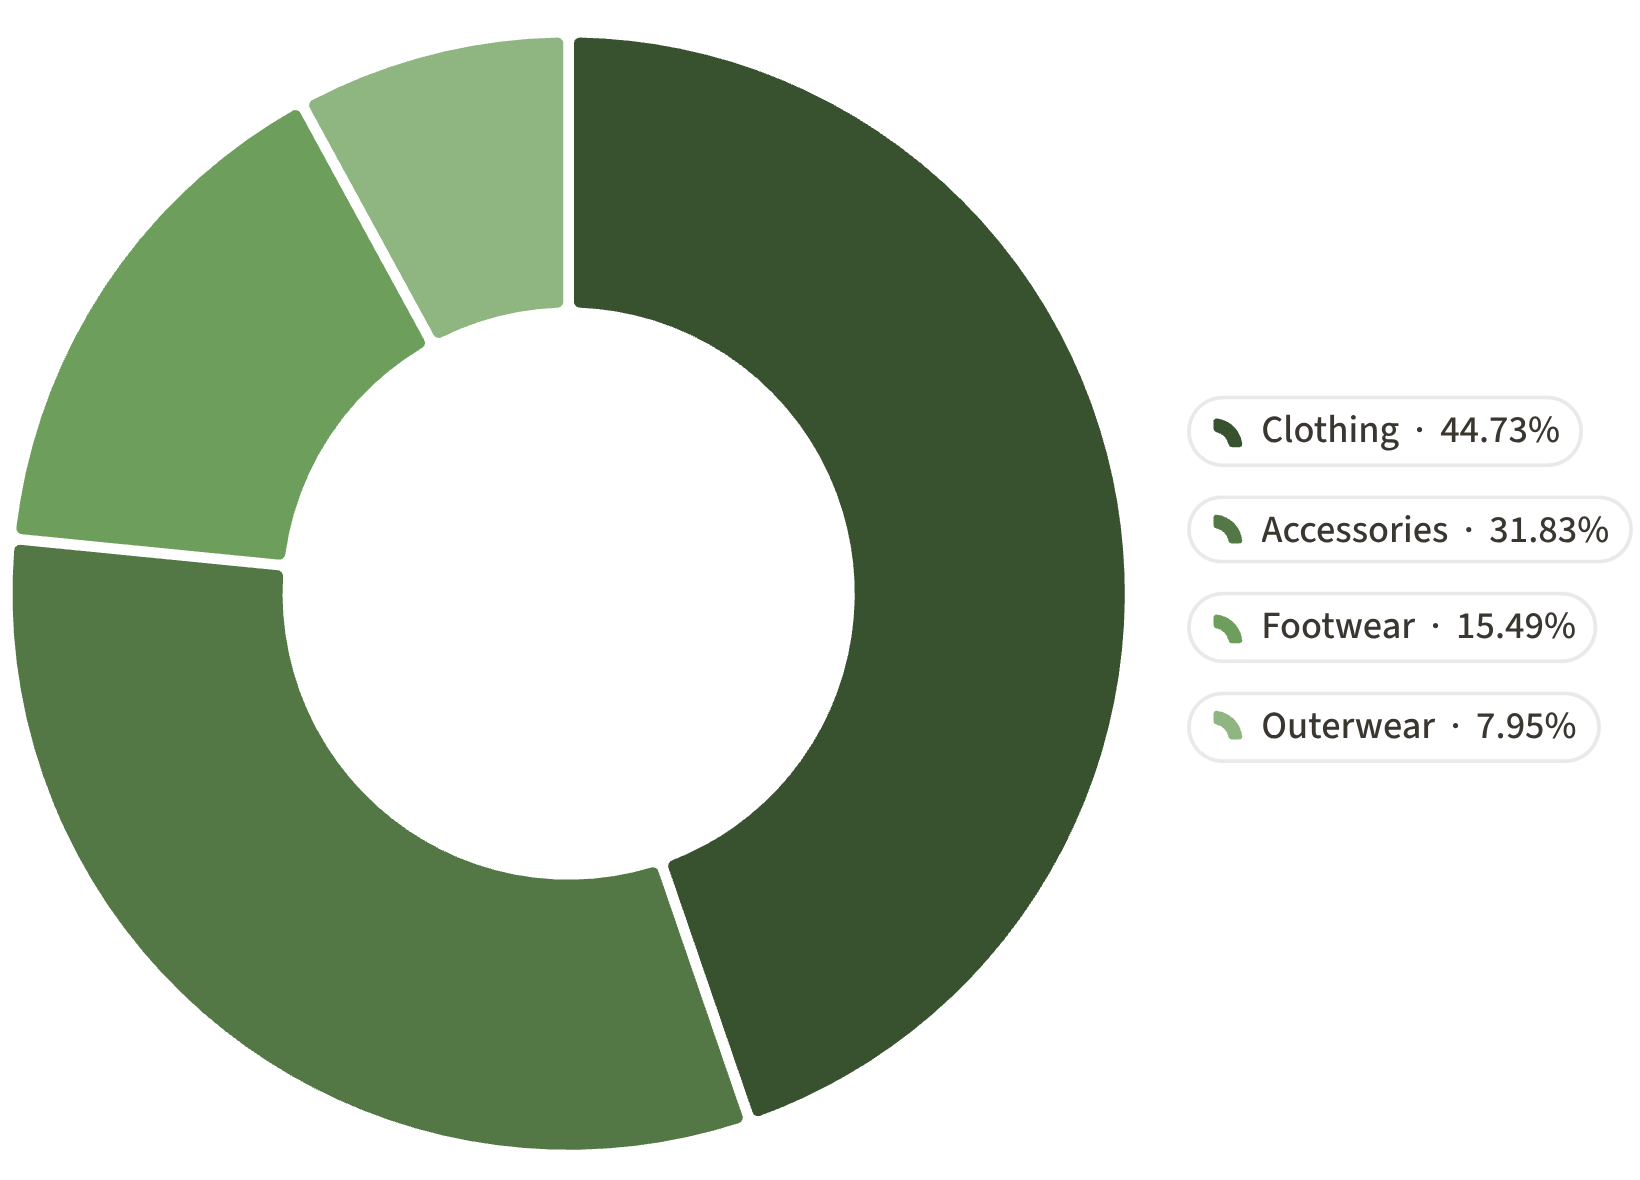 Clothing · 44.73%
Accessories · 31.83%
Footwear · 15.49%
Outerwear · 7.95%